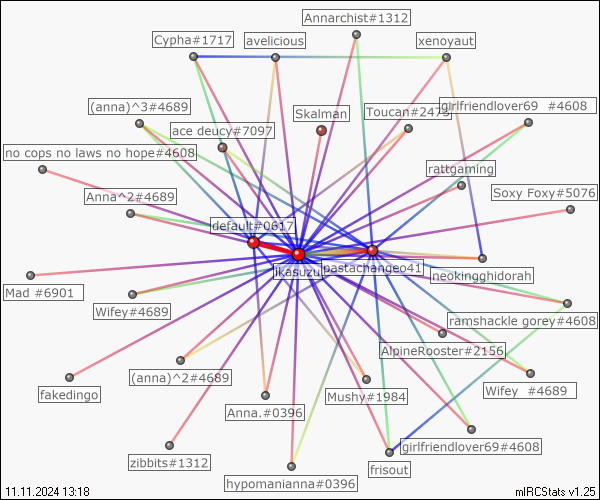 Annarchist#1312
Cypha#1717
avelicious
xenoyaut
(anna)^3#4689
Skalman
Toucan#2473
girlfriendlover69 #4608
ace deucy#7097
no cops no laws no hope#4608
rattgaming
Anna^2#4689
Soxy Foxy#5076
default#0617
likasuzul
pastachangeo41
neokingghidorah
Mad #6901
Wifey#4689
ramshackle gorey#4608
AlpineRooster#2156
(anna)^2#4689
fakedingo
Mushy#1984
Wifey #4689
Anna.#0396
girlfriendlover69#4608
zibbits#1312
frisout
hypomanianna#0396
11.11.2024 13:18
mIRCStats v1.25